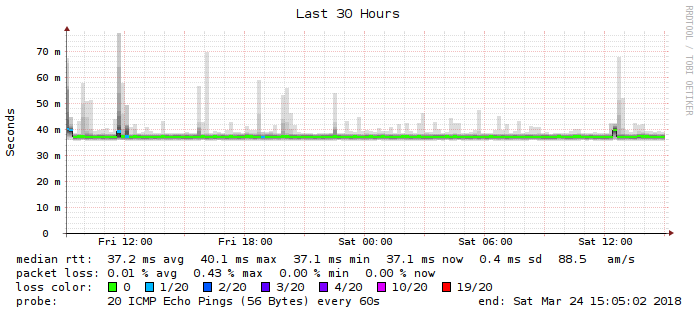 Last 30 Hours
RRDTOOL / TOBI OETIKER
Seconds
70 m
60 m
50 m
40 m
30 m
20 m
10 m
0
Fri 12:00 Fri 18:00 Sat 00:00 Sat 06:00 Sat 12:00
median rtt: 37.2 ms avg 40.1 ms max 37.1 ms min 37.1 ms now 0.4 ms sd 88.5 am/s
packet loss: 0.01 % avg 0.43 % max 0.00 % min 0.00 % now
loss color: 0 1/20 2/20 3/20 4/20 10/20 19/20
probe: 20 ICMP Echo Pings (56 Bytes) every 60s end: Sat Mar 24 15:05:02 2018